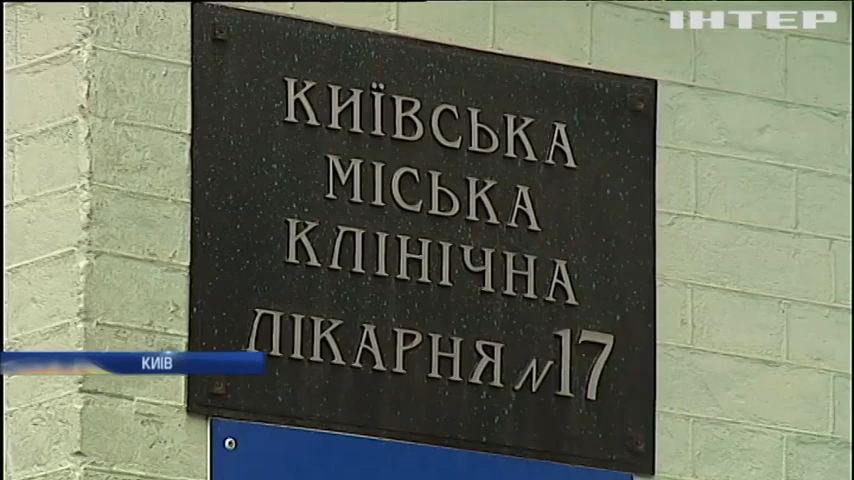 ІНТЕР
КИЇВСЬКА
МІСЬКА
КЛІНІЧНА
ЛІКАРНЯ №17
КИЇВ